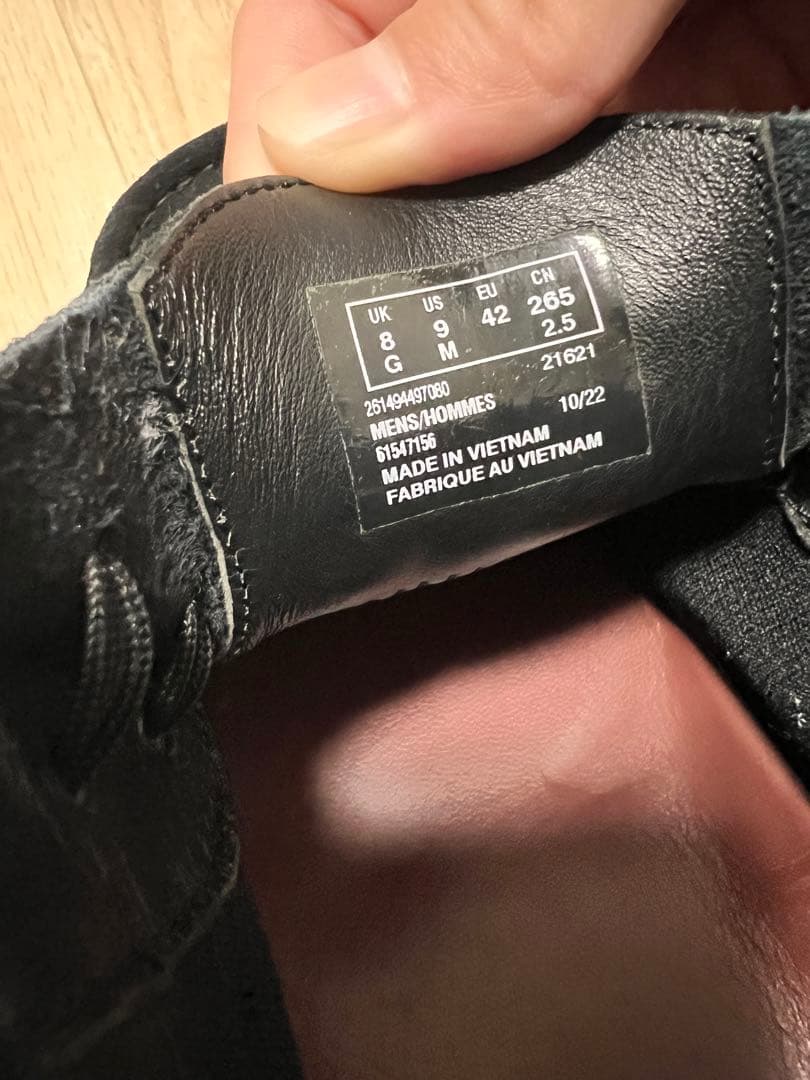 UK US EU CN
8 9 42 265
G M 2.5
261494497080 21621
MENS/HOMMES 10/22
61547156
MADE IN VIETNAM
FABRIQUE AU VIETNAM